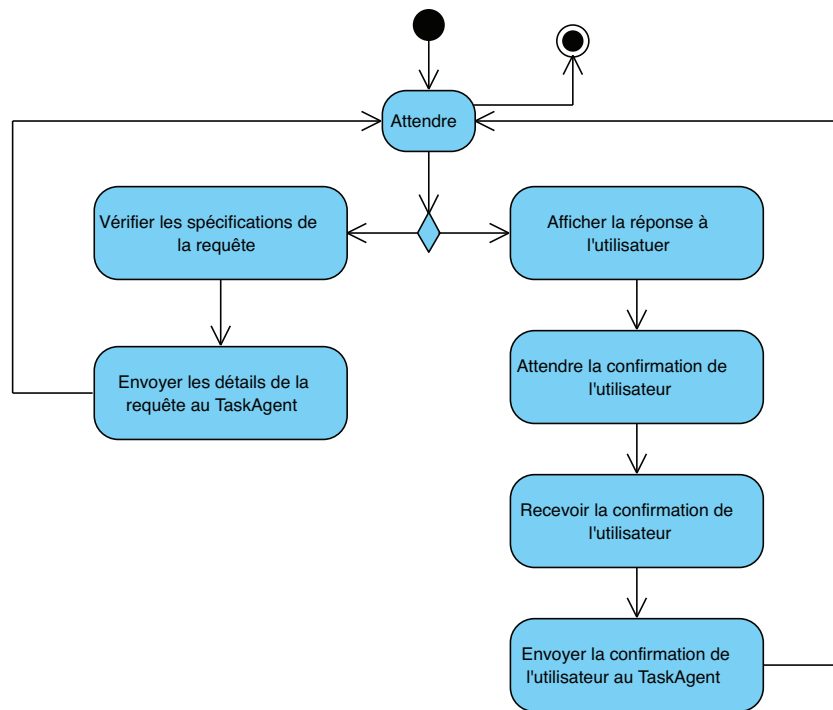 Attendre
Vérifier les spécifications de
la requête
Envoyer les détails de la
requête au TaskAgent
Afficher la réponse à
l'utilisatuer
Attendre la confirmation de
l'utilisateur
Recevoir la confirmation de
l'utilisateur
Envoyer la confirmation de
l'utilisateur au TaskAgent